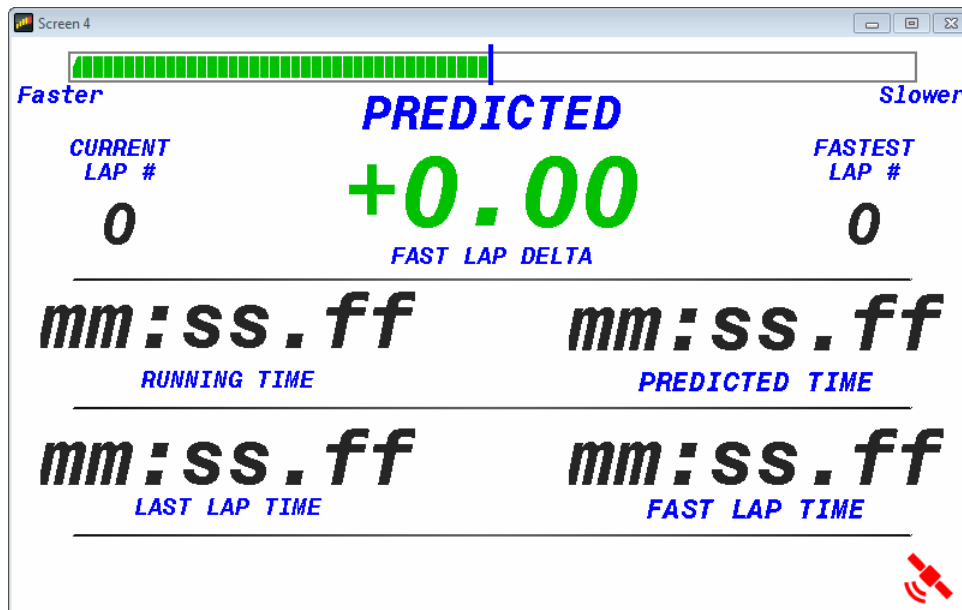 Screen 4
Faster
Slower
PREDICTED
CURRENT
LAP #
0
+0.00
FAST LAP DELTA
FASTEST
LAP #
0
mm:ss.ff
RUNNING TIME
mm:ss.ff
PREDICTED TIME
mm:ss.ff
LAST LAP TIME
mm:ss.ff
FAST LAP TIME